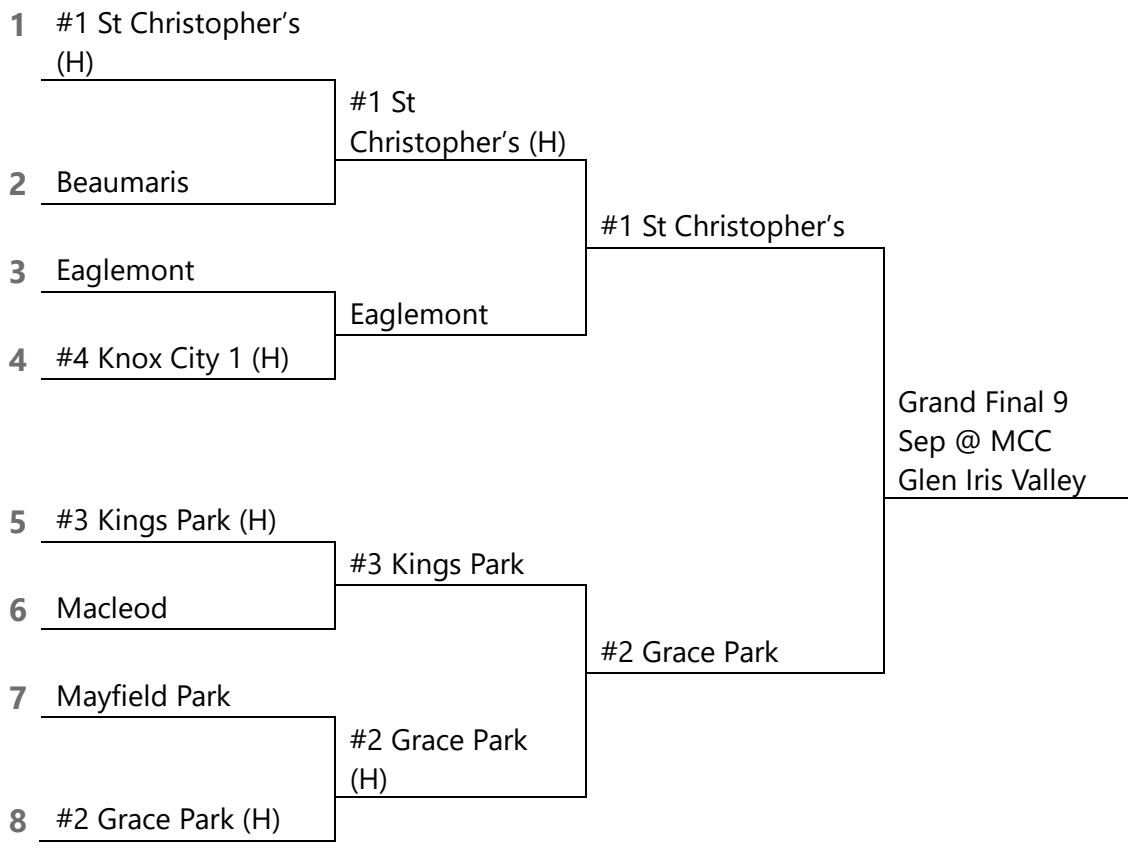 1 #1 St Christopher’s
(H)
#1 St
Christopher’s (H)
2 Beaumaris
#1 St Christopher’s
3 Eaglemont
Eaglemont
4 #4 Knox City 1 (H)
Grand Final 9
Sep @ MCC
Glen Iris Valley
5 #3 Kings Park (H)
#3 Kings Park
6 Macleod
#2 Grace Park
7 Mayfield Park
#2 Grace Park
(H)
8 #2 Grace Park (H)